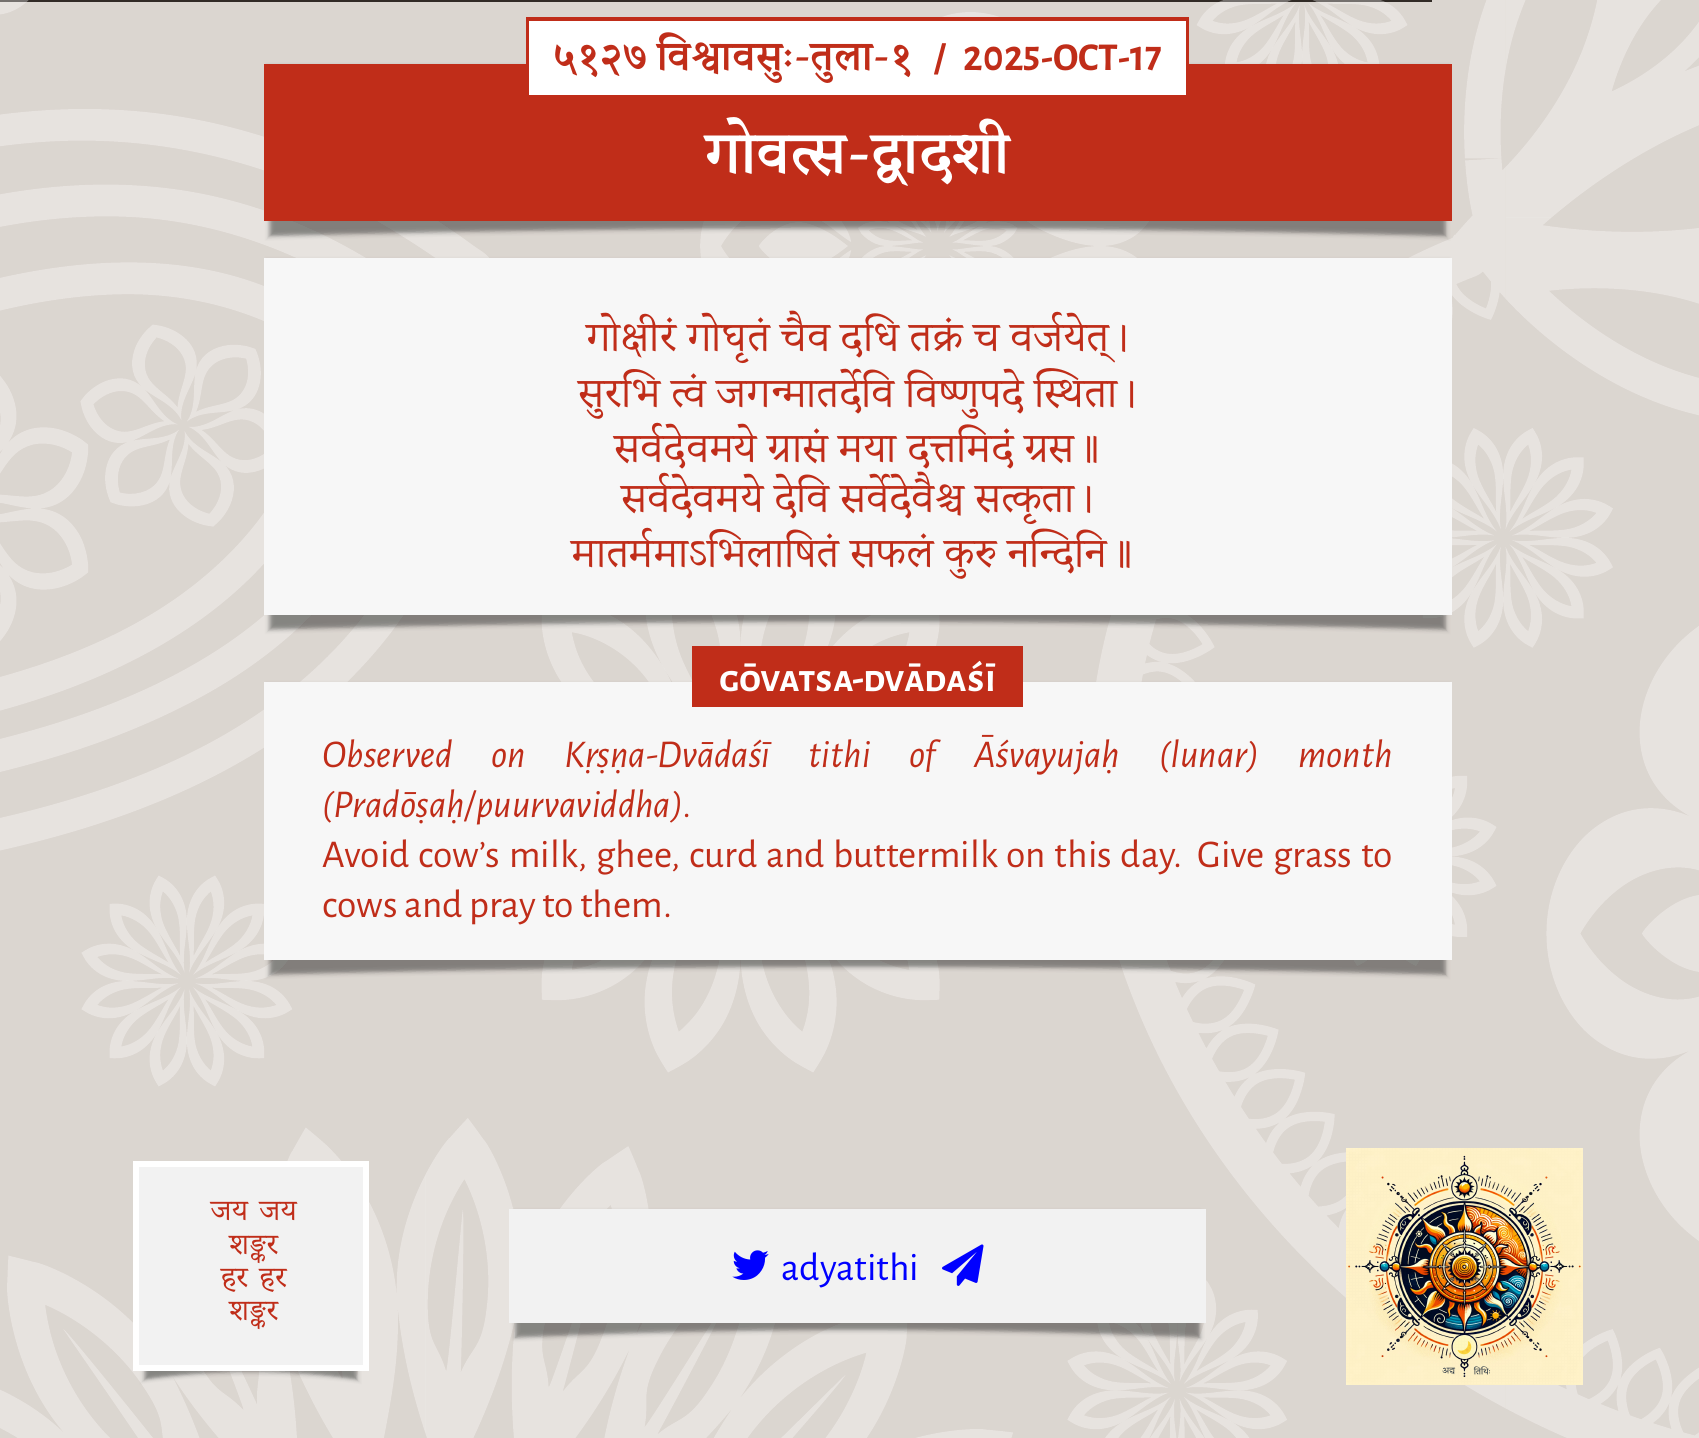 ५१२७ विश्वावसुः-तुला-१ / 2025-OCT-17
गोवत्स-द्वादशी
गोक्षीरं गोघृतं चैव दधि तक्रं च वर्जयेत्।
सुरभि त्वं जगन्मातर्देवि विष्णुपदे स्थिता।
सर्वदेवमये ग्रासं मया दत्तमिदं ग्रस॥
सर्वदेवमये देवि सर्वेदेवैश्च सत्कृता।
मातर्ममाऽभिलाषितं सफलं कुरु नन्दिनि॥
GŌVATSA-DVĀDAŚĪ
Observed on Kṛṣṇa-Dvādaśī tithi of Āśvayujaḥ (lunar) month
(Pradōṣaḥ/puurvaviddha).
Avoid cow’s milk, ghee, curd and buttermilk on this day. Give grass to
cows and pray to them.
जय जय
शङ्कर
हर हर
शङ्कर
adyatithi
अद्य तिथिः